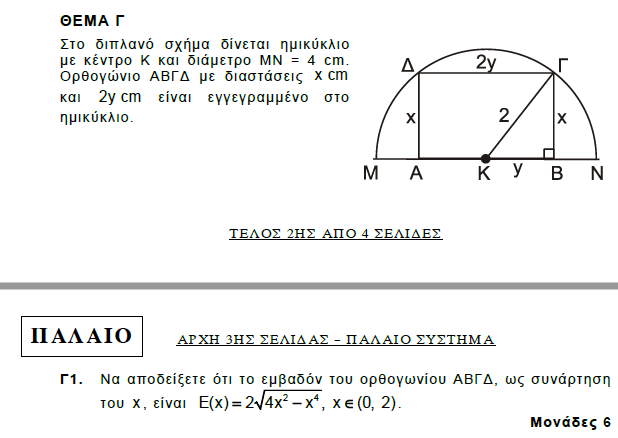 ΘΕΜΑ Γ
Στο διπλανό σχήμα δίνεται ημικύκλιο
με κέντρο Κ και διάμετρο ΜΝ = 4 cm.
Ορθογώνιο ΑΒΓΔ με διαστάσεις x cm
και 2y cm είναι εγγεγραμμένο στο
ημικύκλιο.
Δ 2y Γ
x 2 x
Μ Α Κ y Β Ν
ΤΕΛΟΣ 2ΗΣ ΑΠΟ 4 ΣΕΛΙΔΕΣ
ΠΑΛΑΙΟ
ΑΡΧΗ 3ΗΣ ΣΕΛΙΔΑΣ – ΠΑΛΑΙΟ ΣΥΣΤΗΜΑ
Γ1. Να αποδείξετε ότι το εμβαδόν του ορθογωνίου ΑΒΓΔ, ως συνάρτηση
του x, είναι E(x)=2√(4x²−x⁴), x∈(0, 2).
Μονάδες 6